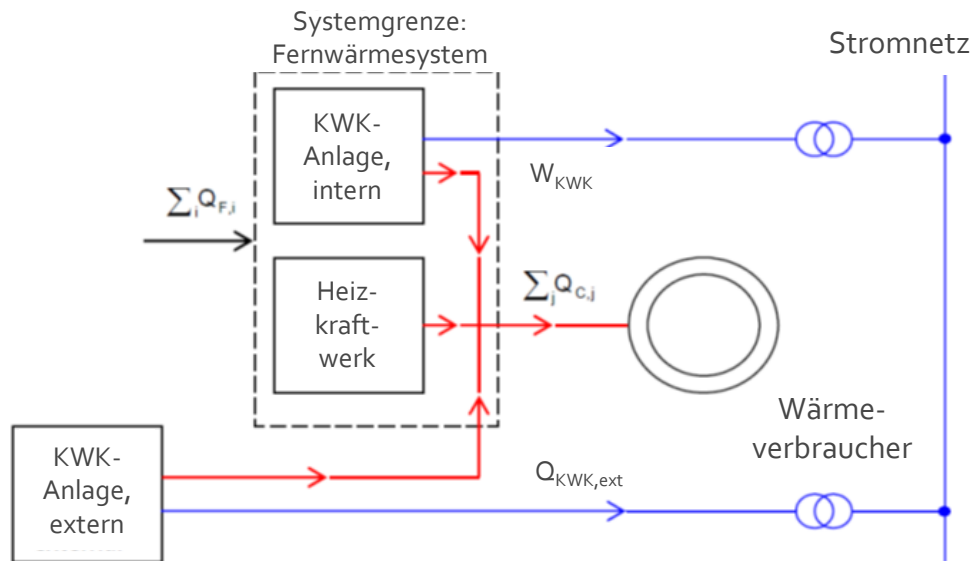 Systemgrenze:
Fernwärmesystem
Stromnetz
KWK-
Anlage,
intern
W_KWK
∑_i Q_F,i
Heiz-
kraft-
werk
∑_j Q_C,j
Wärme-
verbraucher
KWK-
Anlage,
extern
Q_KWK,ext